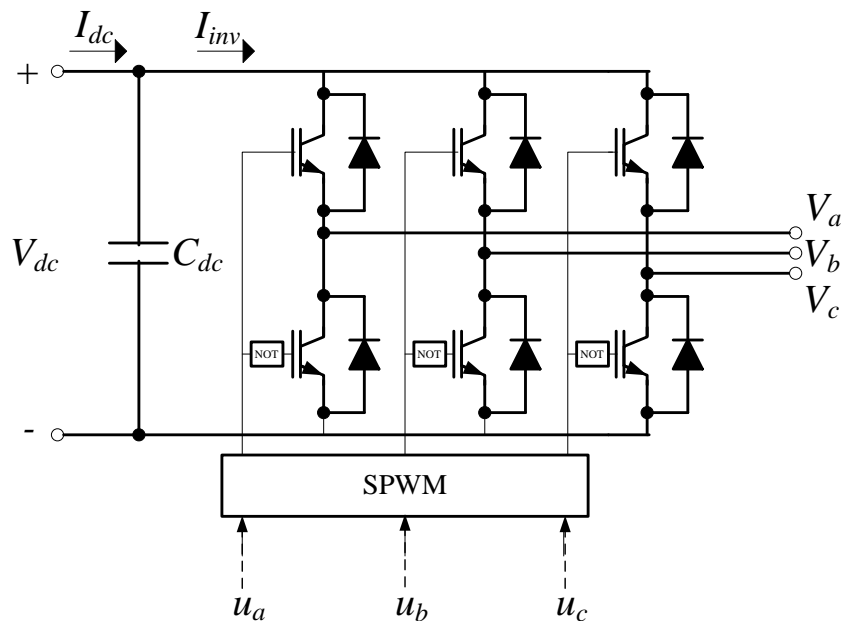 I_dc I_inv
+
V_a
V_dc C_dc V_b
V_c
NOT NOT NOT
-
SPWM
u_a u_b u_c